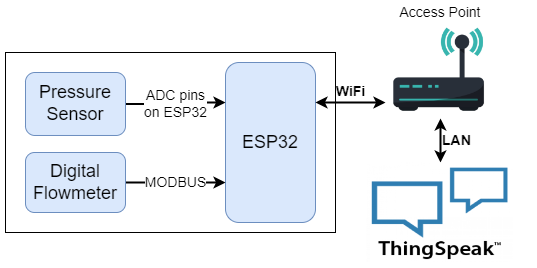 Access Point
Pressure
Sensor
ADC pins
on ESP32
ESP32
WiFi
LAN
Digital
Flowmeter
MODBUS
ThingSpeak™